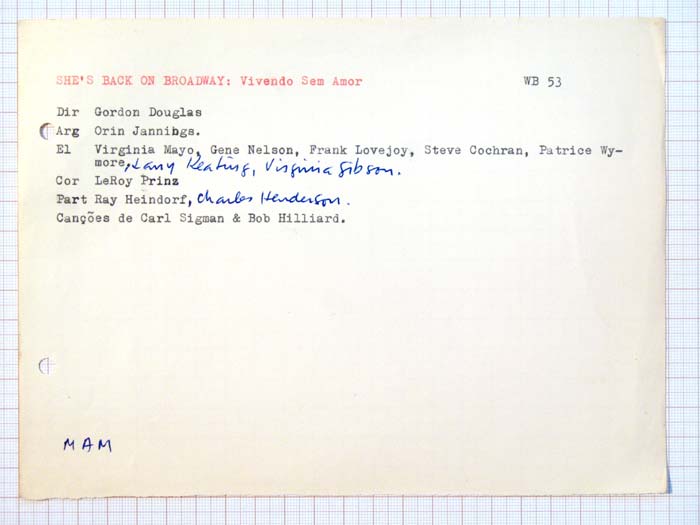 SHE'S BACK ON BROADWAY: Vivendo Sem Amor WB 53
Dir Gordon Douglas
Arg Orin Jannibgs.
El Virginia Mayo, Gene Nelson, Frank Lovejoy, Steve Cochran, Patrice Wy-
more, Larry Keating, Virginia Gibson.
Cor LeRoy Prinz
Part Ray Heindorf, Charles Henderson.
Canções de Carl Sigman & Bob Hilliard.
MAM